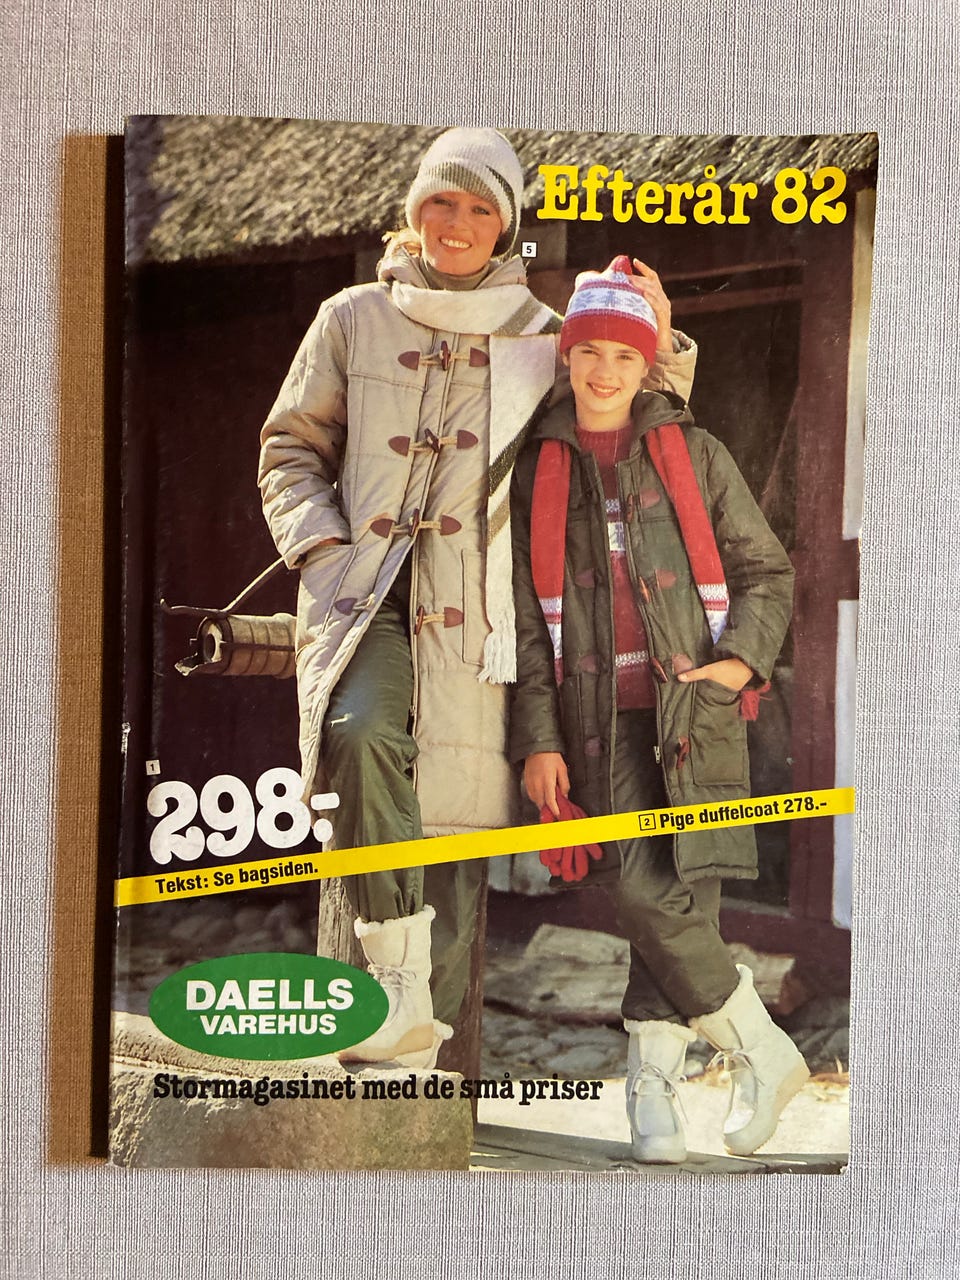 Efterår 82
5
1
298.-
2 Pige duffelcoat 278.-
Tekst: Se bagsiden.
DAELLS
VAREHUS
Stormagasinet med de små priser